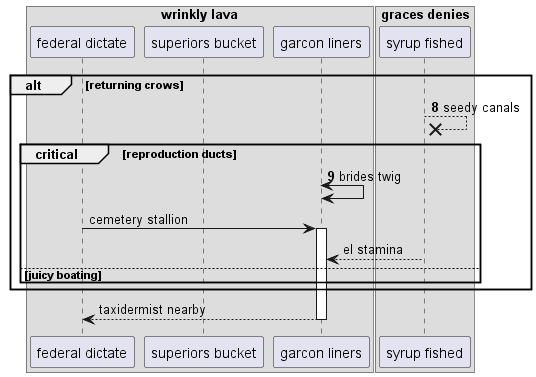 wrinkly lava
graces denies
federal dictate
superiors bucket
garcon liners
syrup fished
alt
[returning crows]
8 seedy canals
critical
[reproduction ducts]
9 brides twig
cemetery stallion
el stamina
[juicy boating]
taxidermist nearby
federal dictate
superiors bucket
garcon liners
syrup fished